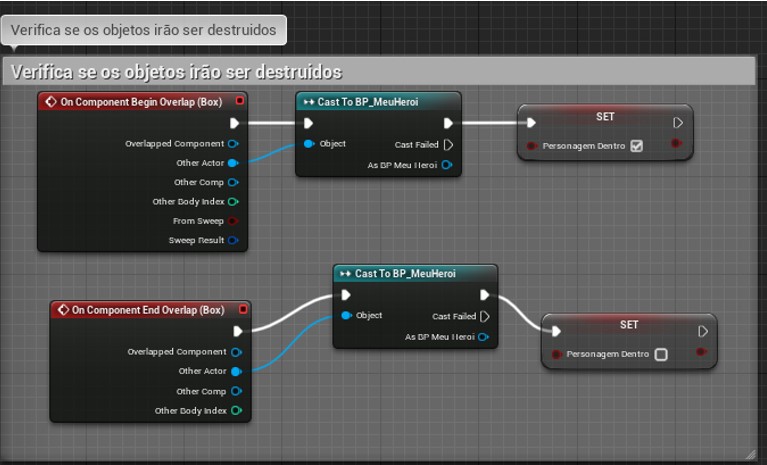 Verifica se os objetos irão ser destruidos
Verifica se os objetos irão ser destruidos
On Component Begin Overlap (Box)
Overlapped Component
Other Actor
Other Comp
Other Body Index
From Sweep
Sweep Result
Cast To BP_MeuHeroi
Object
Cast Failed
As BP Meu Heroi
SET
Personagem Dentro
On Component End Overlap (Box)
Overlapped Component
Other Actor
Other Comp
Other Body Index
Cast To BP_MeuHeroi
Object
Cast Failed
As BP Meu Heroi
SET
Personagem Dentro